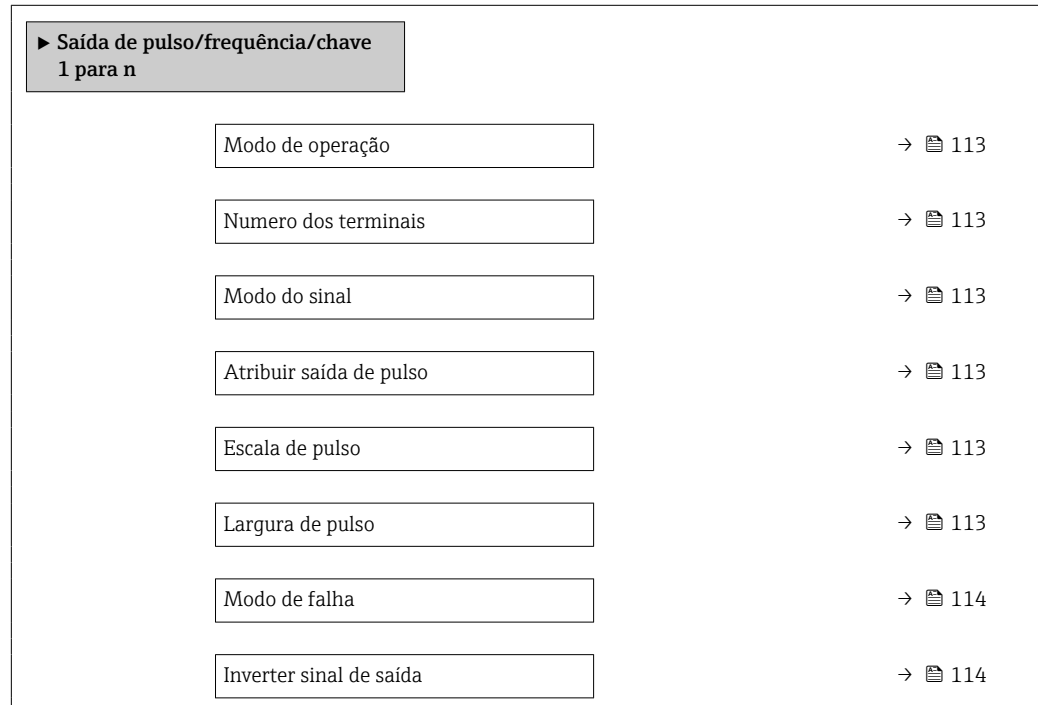 ▶ Saída de pulso/frequência/chave
1 para n
Modo de operação → 113
Numero dos terminais → 113
Modo do sinal → 113
Atribuir saída de pulso → 113
Escala de pulso → 113
Largura de pulso → 113
Modo de falha → 114
Inverter sinal de saída → 114